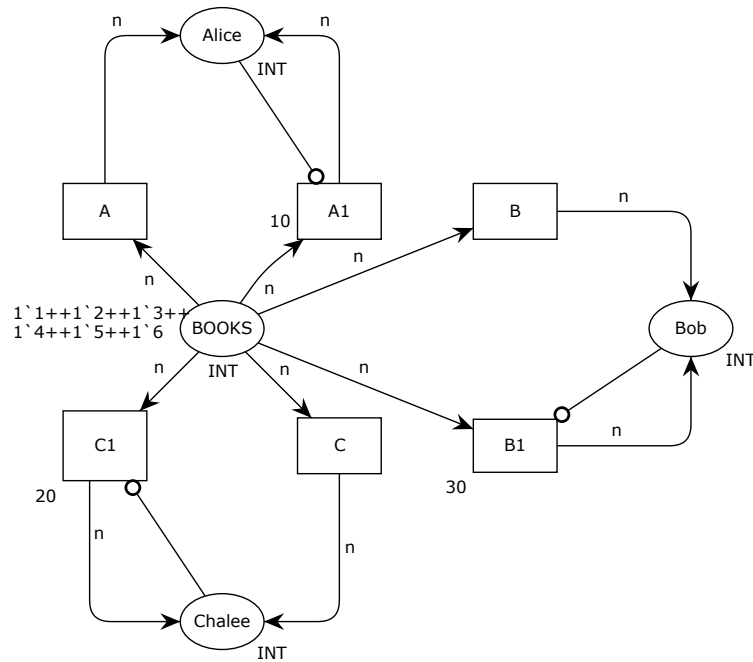 n
Alice
n
INT
A
10
A1
B
n
n
n
n
1`1++1`2++1`3++
1`4++1`5++1`6
BOOKS
INT
Bob
INT
n
n
n
C1
20
C
B1
30
n
n
n
Chalee
INT